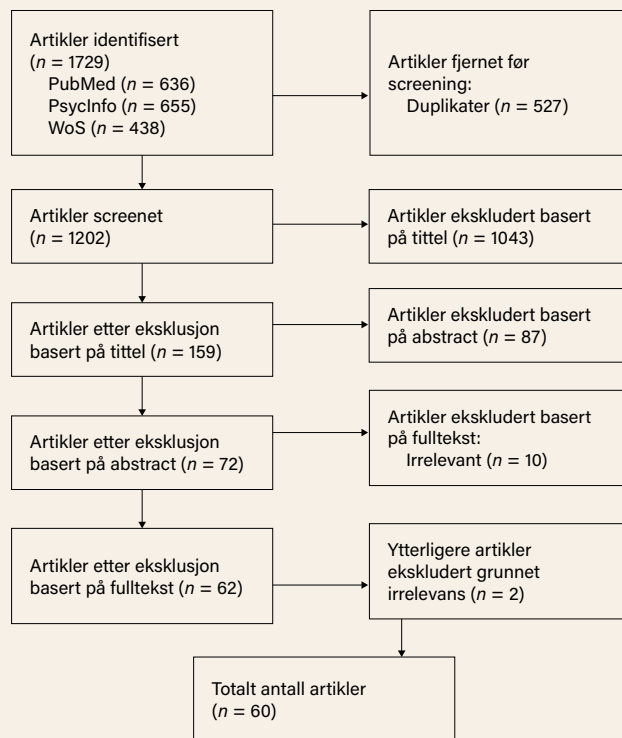 Artikler identifisert
(n = 1729)
PubMed (n = 636)
PsycInfo (n = 655)
WoS (n = 438)
Artikler fjernet før
screening:
Duplikater (n = 527)
Artikler screenet
(n = 1202)
Artikler ekskludert basert
på tittel (n = 1043)
Artikler etter eksklusjon
basert på tittel (n = 159)
Artikler ekskludert basert
på abstract (n = 87)
Artikler etter eksklusjon
basert på abstract (n = 72)
Artikler ekskludert basert
på fulltekst:
Irrelevant (n = 10)
Artikler etter eksklusjon
basert på fulltekst (n = 62)
Ytterligere artikler
ekskludert grunnet
irrelevans (n = 2)
Totalt antall artikler
(n = 60)